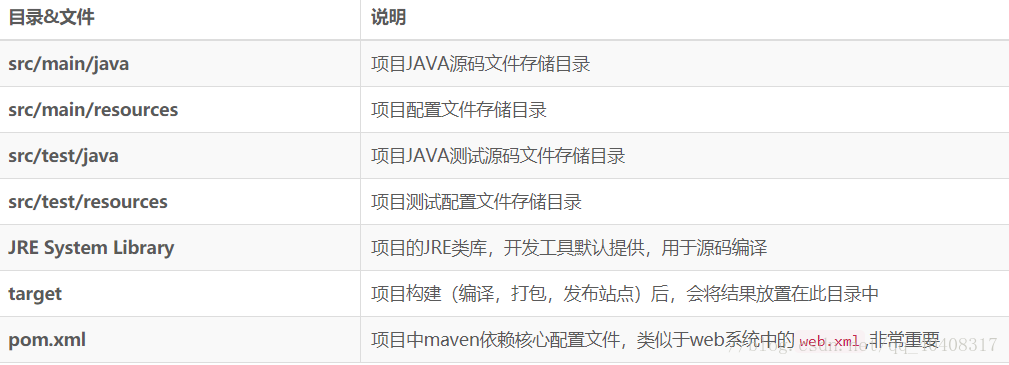 目录&文件 说明
src/main/java 项目JAVA源码文件存储目录
src/main/resources 项目配置文件存储目录
src/test/java 项目JAVA测试源码文件存储目录
src/test/resources 项目测试配置文件存储目录
JRE System Library 项目的JRE类库，开发工具默认提供，用于源码编译
target 项目构建（编译，打包，发布站点）后，会将结果放置在此目录中
pom.xml 项目中maven依赖核心配置文件，类似于web系统中的 web.xml ,非常重要